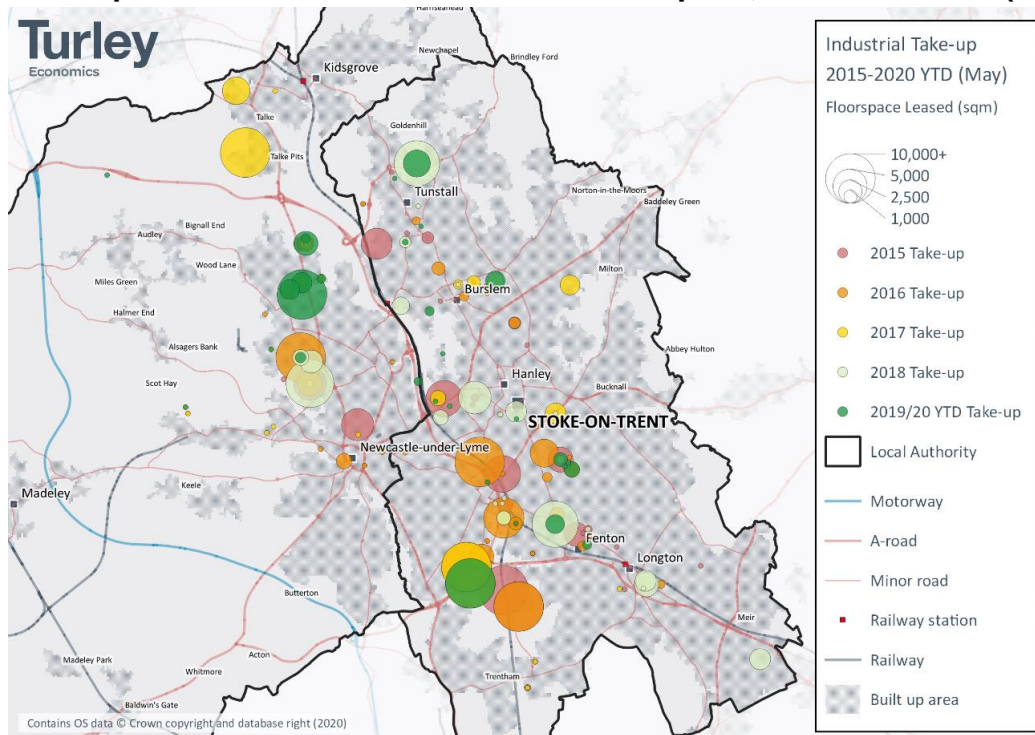 Turley
Economics
Harriseahead
Newchapel
Brindley Ford
Kidsgrove
Talke
Goldenhill
Talke Pits
Tunstall
Norton-in-the-Moors
Baddeley Green
Bignall End
Audley
Wood Lane
Milton
Miles Green
Burslem
Halmer End
Alsagers Bank
Abbey Hulton
Scot Hay
Hanley
Bucknall
STOKE-ON-TRENT
Newcastle-under-Lyme
Keele
Madeley
Fenton
Longton
Butterton
Meir
Acton
Madeley Park
Whitmore
Trentham
Baldwin's Gate
Contains OS data © Crown copyright and database right (2020)
Industrial Take-up
2015-2020 YTD (May)
Floorspace Leased (sqm)
10,000+
5,000
2,500
1,000
2015 Take-up
2016 Take-up
2017 Take-up
2018 Take-up
2019/20 YTD Take-up
Local Authority
Motorway
A-road
Minor road
Railway station
Railway
Built up area